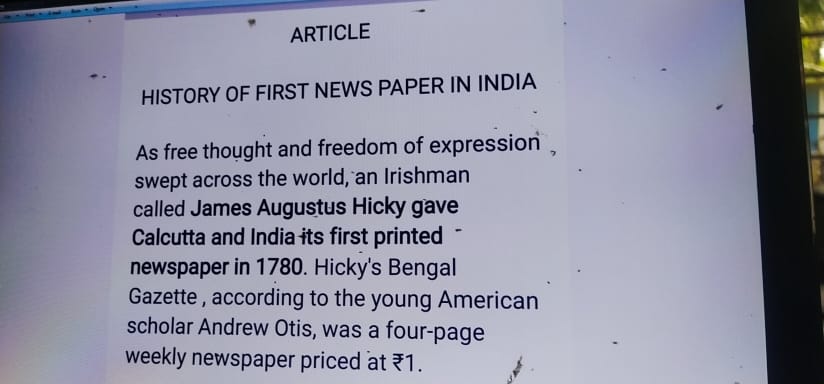 ARTICLE
HISTORY OF FIRST NEWS PAPER IN INDIA
As free thought and freedom of expression
swept across the world, an Irishman
called James Augustus Hicky gave
Calcutta and India its first printed
newspaper in 1780. Hicky's Bengal
Gazette , according to the young American
scholar Andrew Otis, was a four-page
weekly newspaper priced at ₹1.